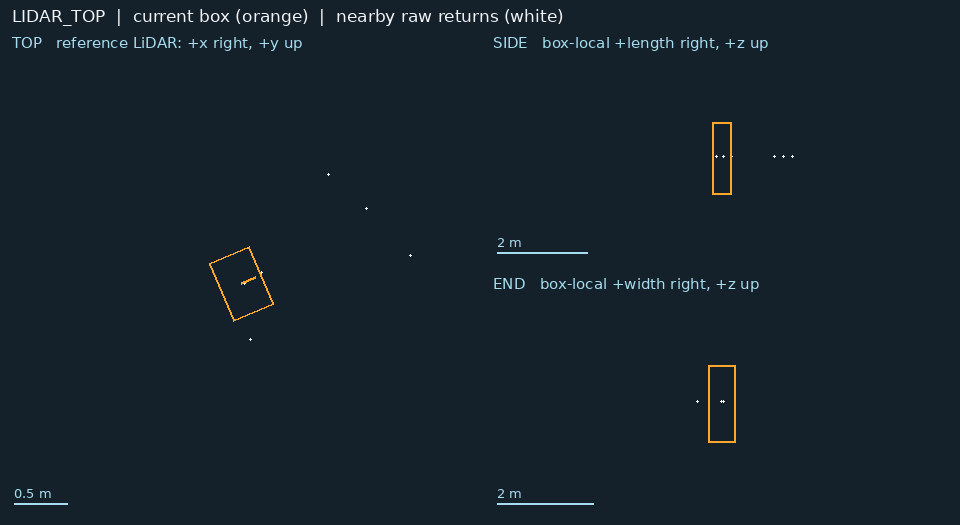 LIDAR_TOP | current box (orange) | nearby raw returns (white)
TOP reference LiDAR: +x right, +y up
SIDE box-local +length right, +z up
2 m
END box-local +width right, +z up
0.5 m
2 m